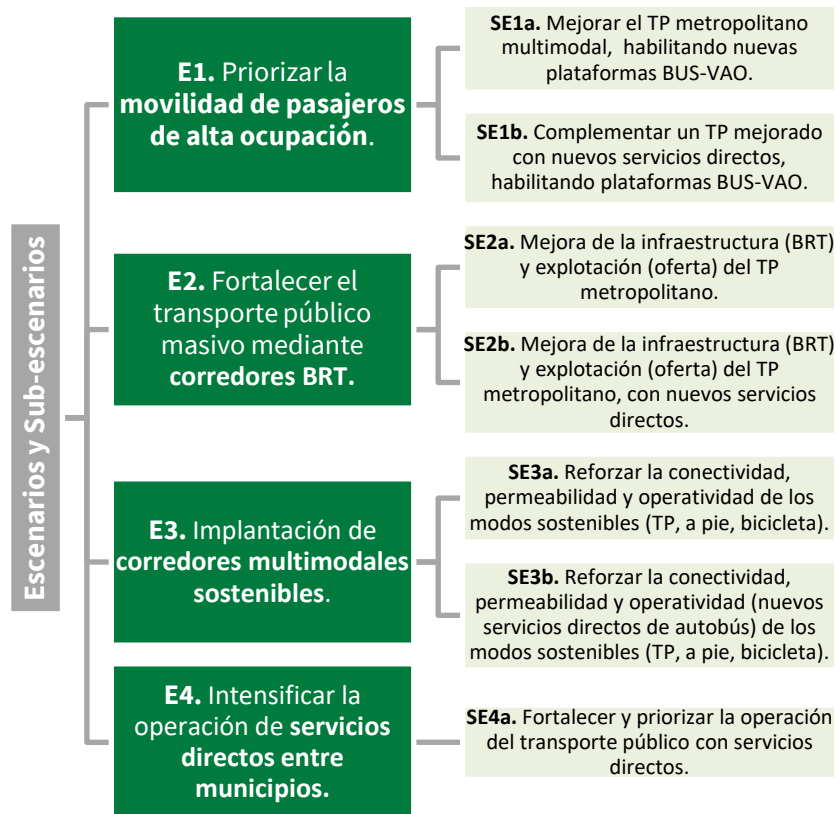 Escenarios y Sub-escenarios
E1. Priorizar la
movilidad de pasajeros
de alta ocupación.
SE1a. Mejorar el TP metropolitano
multimodal, habilitando nuevas
plataformas BUS-VAO.
SE1b. Complementar un TP mejorado
con nuevos servicios directos,
habilitando plataformas BUS-VAO.
E2. Fortalecer el
transporte público
masivo mediante
corredores BRT.
SE2a. Mejora de la infraestructura (BRT)
y explotación (oferta) del TP
metropolitano.
SE2b. Mejora de la infraestructura (BRT)
y explotación (oferta) del TP
metropolitano, con nuevos servicios
directos.
E3. Implantación de
corredores multimodales
sostenibles.
SE3a. Reforzar la conectividad,
permeabilidad y operatividad de los
modos sostenibles (TP, a pie, bicicleta).
SE3b. Reforzar la conectividad,
permeabilidad y operatividad (nuevos
servicios directos de autobús) de los
modos sostenibles (TP, a pie, bicicleta).
E4. Intensificar la
operación de servicios
directos entre
municipios.
SE4a. Fortalecer y priorizar la operación
del transporte público con servicios
directos.